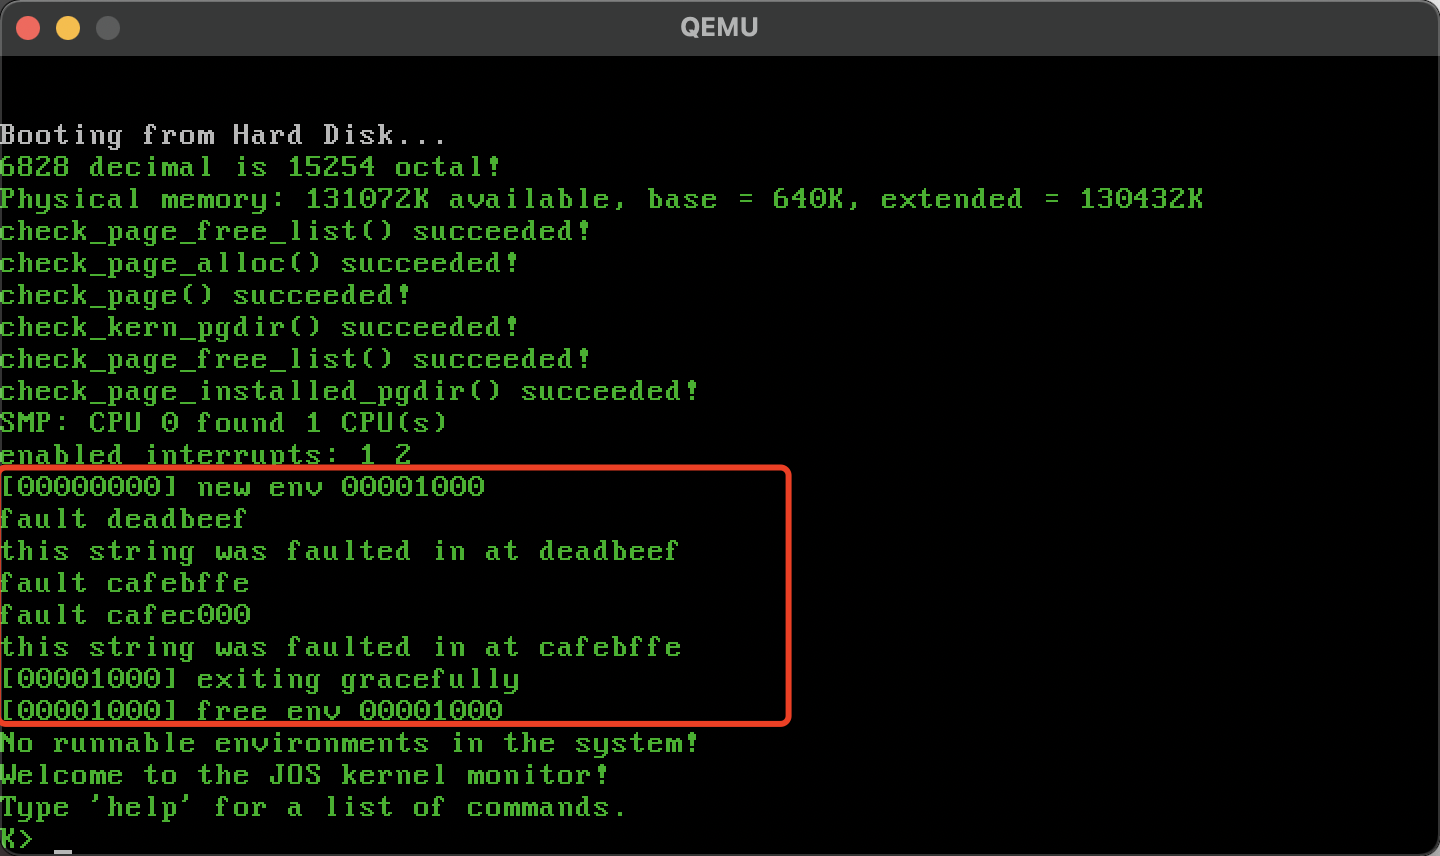 QEMU
Booting from Hard Disk...
6828 decimal is 15254 octal!
Physical memory: 131072K available, base = 640K, extended = 130432K
check_page_free_list() succeeded!
check_page_alloc() succeeded!
check_page() succeeded!
check_kern_pgdir() succeeded!
check_page_free_list() succeeded!
check_page_installed_pgdir() succeeded!
SMP: CPU 0 found 1 CPU(s)
enabled interrupts: 1 2
[00000000] new env 00001000
fault deadbeef
this string was faulted in at deadbeef
fault cafebffe
fault cafec000
this string was faulted in at cafebffe
[00001000] exiting gracefully
[00001000] free env 00001000
No runnable environments in the system!
Welcome to the JOS kernel monitor!
Type 'help' for a list of commands.
K> _